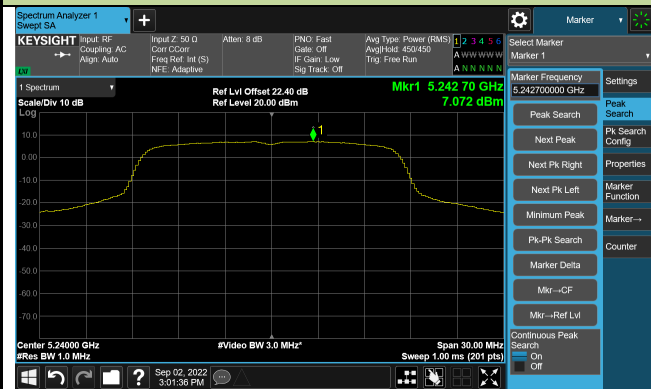 Spectrum Analyzer 1
Swept SA
+
Marker
KEYSIGHT
Input: RF
Coupling: AC
Align: Auto
Input Z: 50 Ω
Corr CCorr
Freq Ref: Int (S)
NFE: Adaptive
Atten: 8 dB
PNO: Fast
Gate: Off
IF Gain: Low
Sig Track: Off
Avg Type: Power (RMS)
Avg|Hold: 450/450
Trig: Free Run
1 2 3 4 5 6
A W W W W W
A N N N N N
LXI
Select Marker
Marker 1
1 Spectrum
Scale/Div 10 dB
Log
Ref Lvl Offset 22.40 dB
Ref Level 20.00 dBm
Mkr1 5.242 70 GHz
7.072 dBm
10.0
0.00
-10.0
-20.0
-30.0
-40.0
-50.0
-60.0
-70.0
1
Center 5.24000 GHz
#Res BW 1.0 MHz
#Video BW 3.0 MHz*
Span 30.00 MHz
Sweep 1.00 ms (201 pts)
Marker Frequency
5.242700000 GHz
Peak Search
Next Peak
Next Pk Right
Next Pk Left
Minimum Peak
Pk-Pk Search
Marker Delta
Mkr→CF
Mkr→Ref Lvl
Continuous Peak
Search
On
Off
Settings
Peak
Search
Pk Search
Config
Properties
Marker
Function
Marker→
Counter
?
Sep 02, 2022
3:01:36 PM